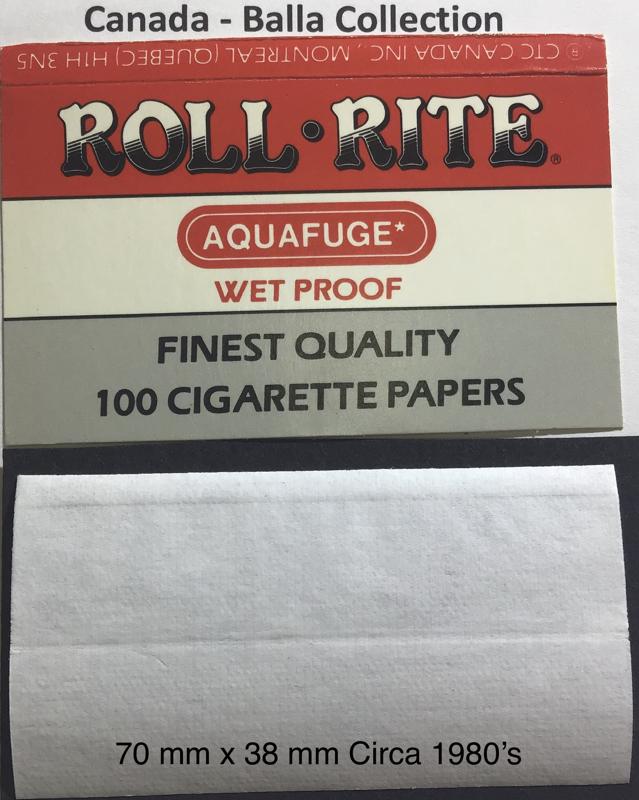 Canada - Balla Collection
® CTC CANADA INC., MONTREAL (QUEBEC) H1H 3N5
ROLL•RITE®
AQUAFUGE*
WET PROOF
FINEST QUALITY
100 CIGARETTE PAPERS
70 mm x 38 mm Circa 1980's